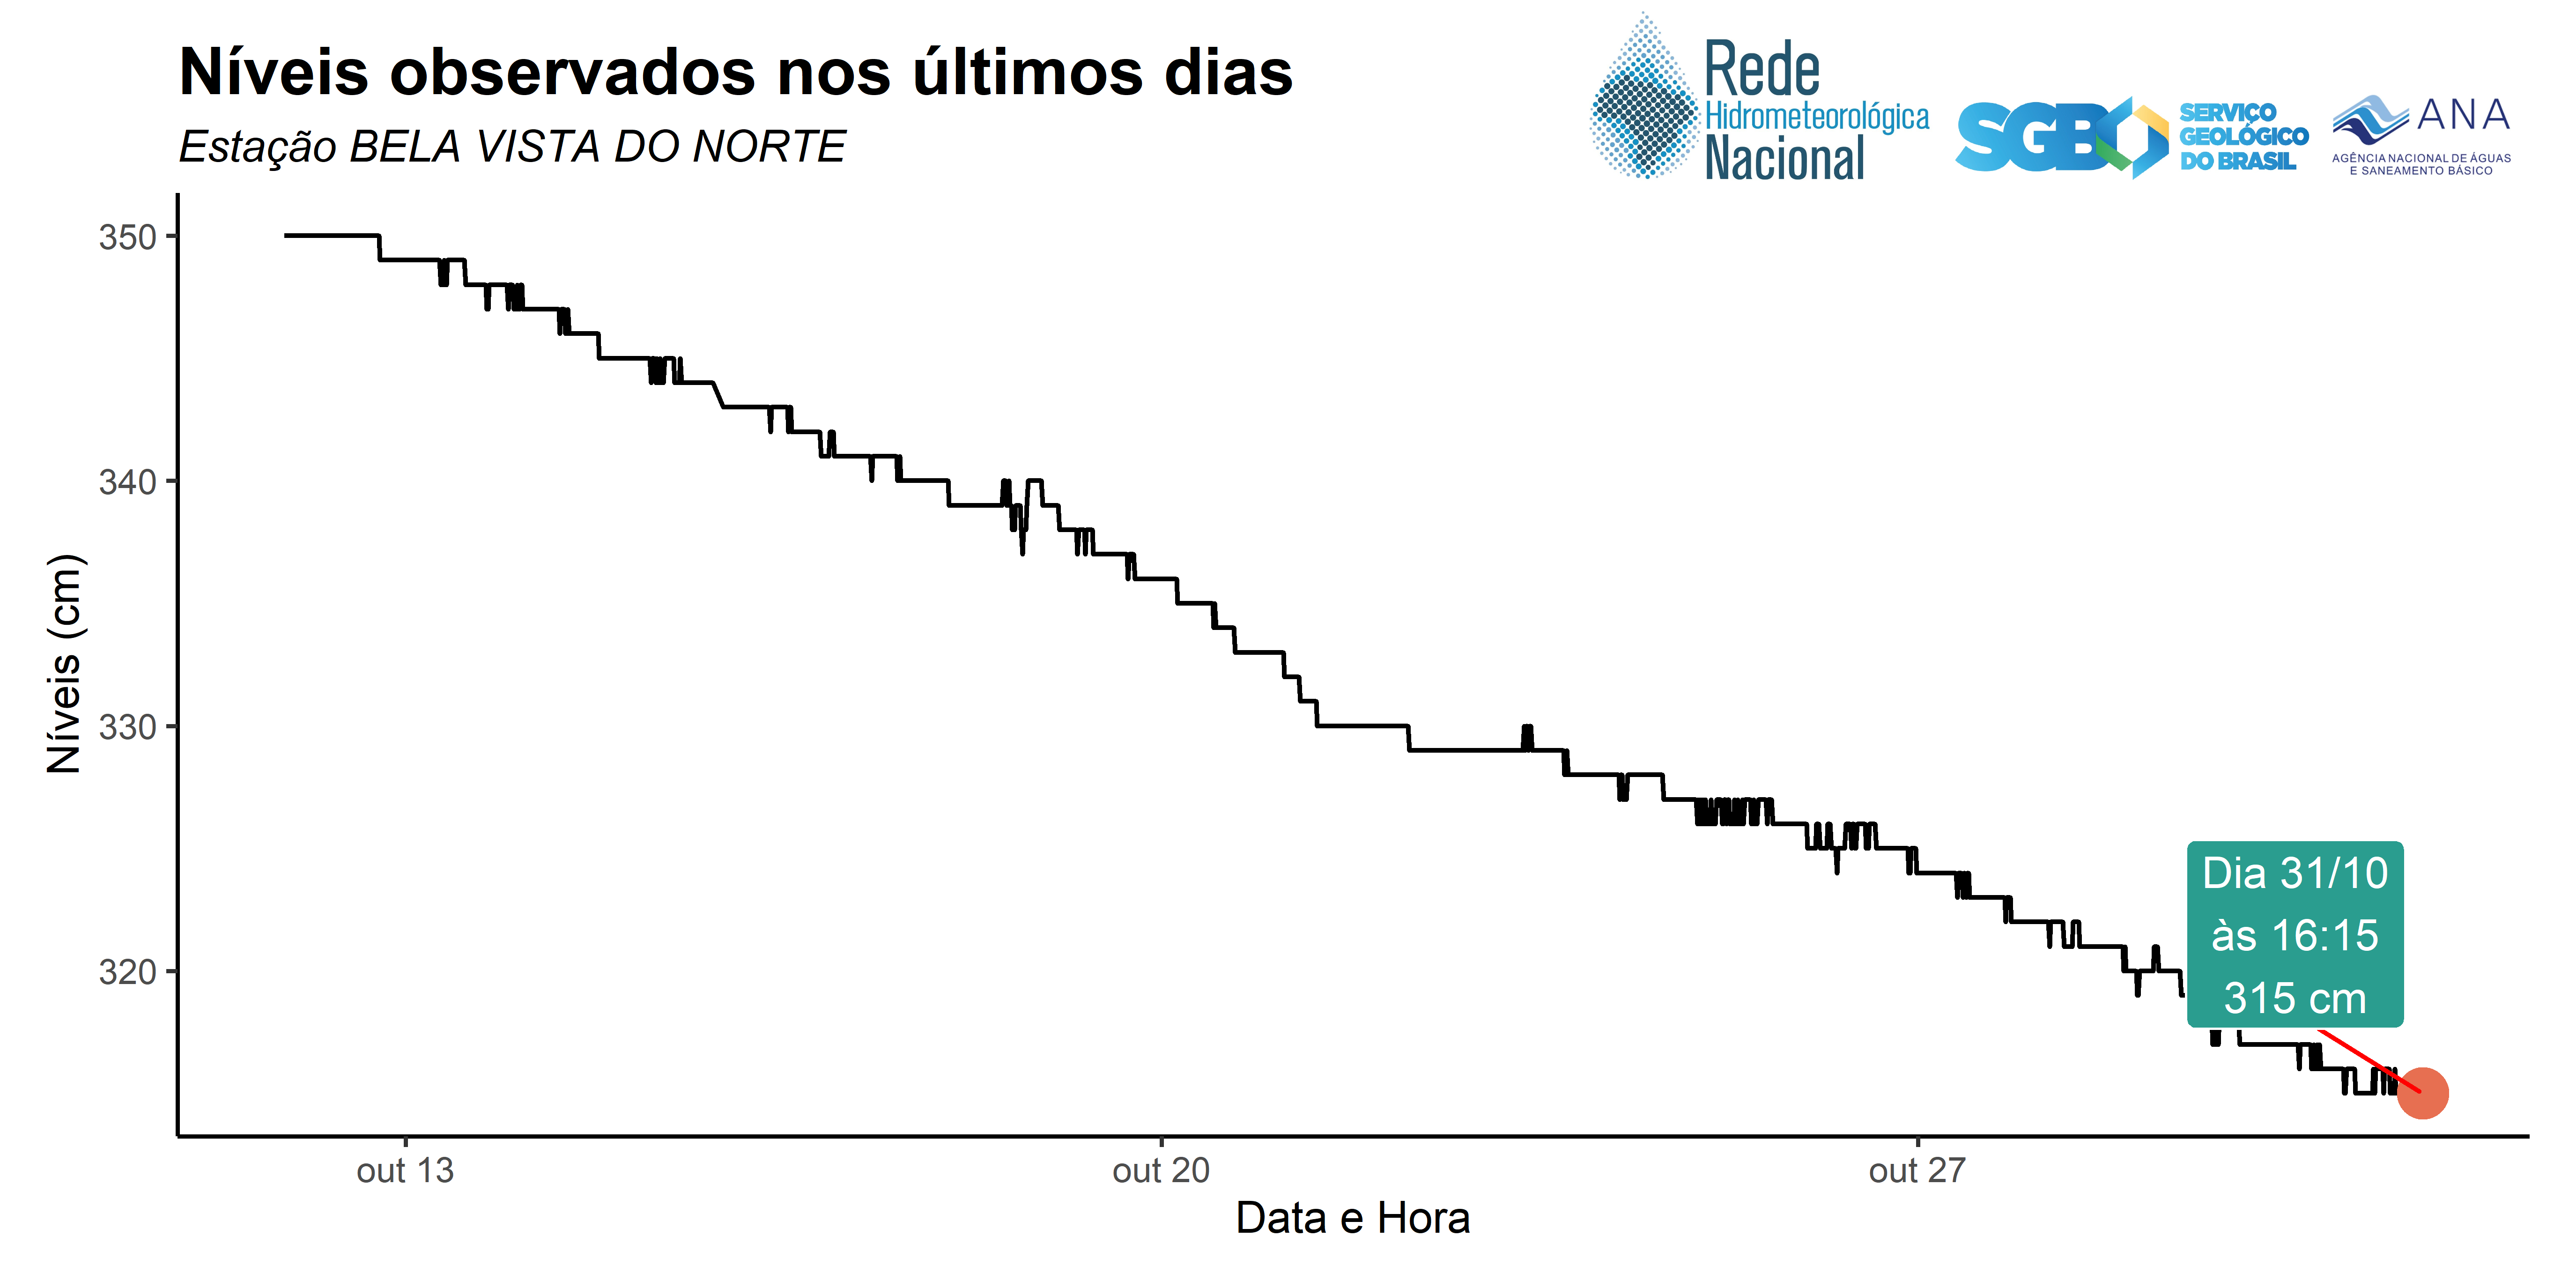 Níveis observados nos últimos dias
Estação BELA VISTA DO NORTE
Rede
Hidrometeorológica
Nacional
SGB
SERVIÇO
GEOLÓGICO
DO BRASIL
ANA
AGÊNCIA NACIONAL DE ÁGUAS
E SANEAMENTO BÁSICO
Níveis (cm)
350
340
330
320
Dia 31/10
às 16:15
315 cm
out 13
out 20
out 27
Data e Hora